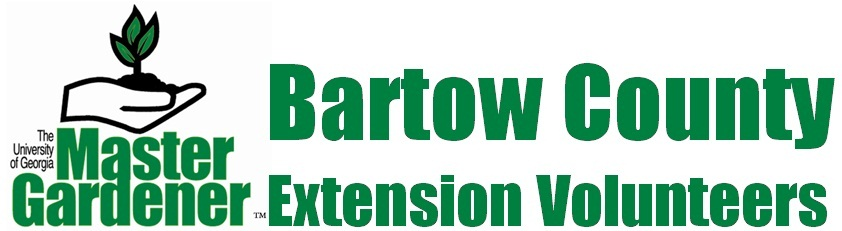 The
University
of Georgia
Master
Gardener ™
Bartow County
Extension Volunteers